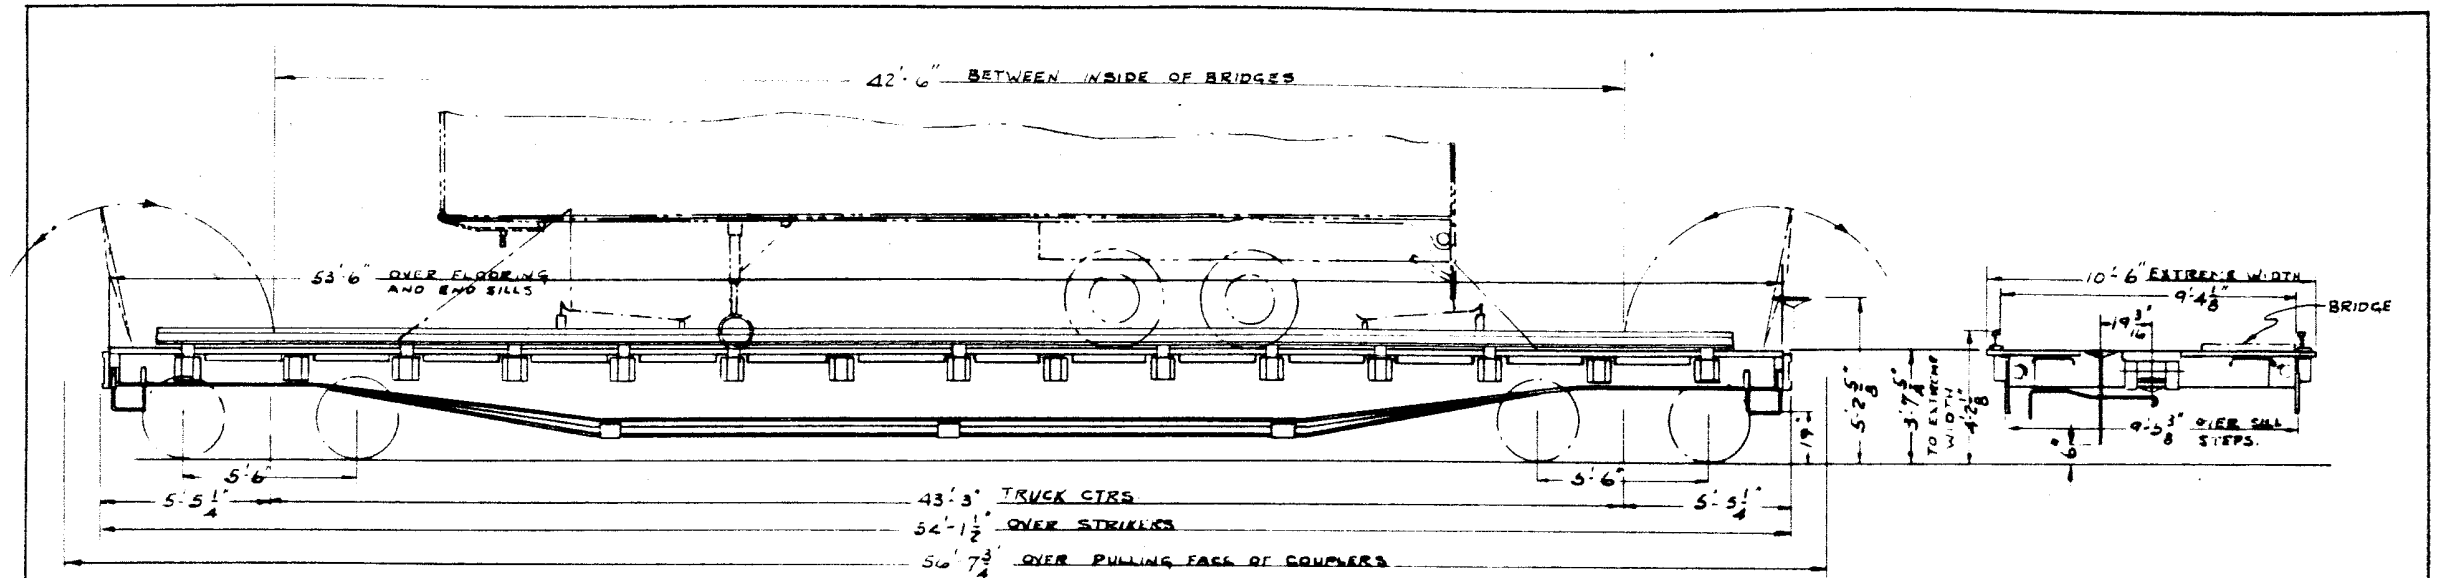 42'-6" BETWEEN INSIDE OF BRIDGES
53'-6" OVER FLOORING
AND END SILLS
10'-6" EXTREME WIDTH
9'-4 1/8"
19 3/16"
BRIDGE
5'-2 5/8"
3'-7 5/8"
TO EXTREME
WIDTH
4'-2 1/8"
19"
9'-5 3/8" OVER SILL
STEPS.
6"
5'-6"
5'-6"
5'-5 1/4"
43'-3" TRUCK CTRS
5'-5 1/4"
54'-1 1/2" OVER STRIKERS
56'-7 3/4" OVER PULLING FACE OF COUPLERS